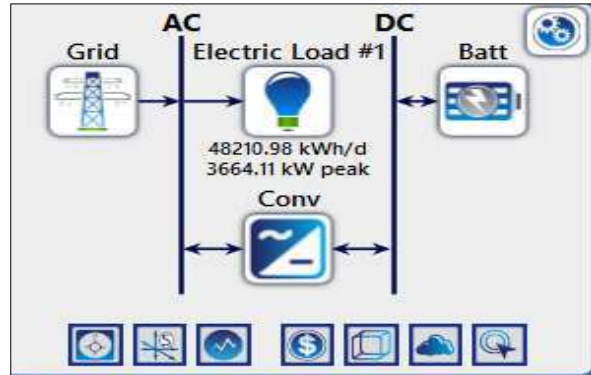 AC
DC
Grid
Electric Load #1
Batt
48210.98 kWh/d
3664.11 kW peak
Conv